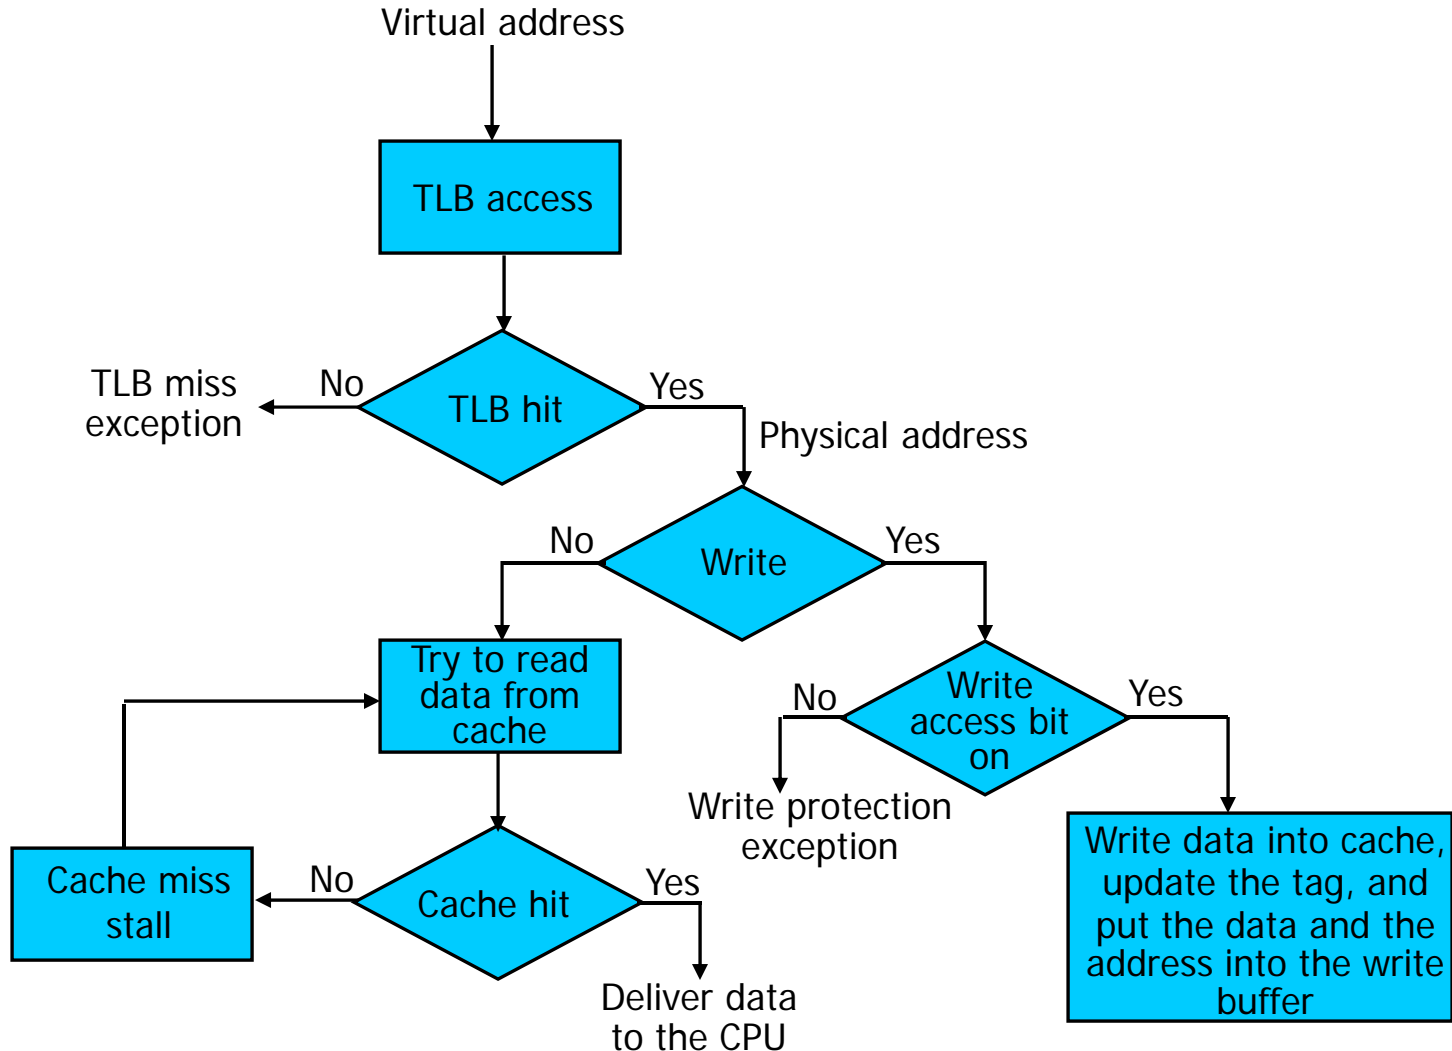 Virtual address
TLB access
TLB hit
No
Yes
TLB miss
exception
Physical address
Write
No
Yes
Try to read
data from
cache
Write
access bit
on
No
Yes
Write protection
exception
Cache miss
stall
No
Cache hit
Yes
Write data into cache,
update the tag, and
put the data and the
address into the write
buffer
Deliver data
to the CPU